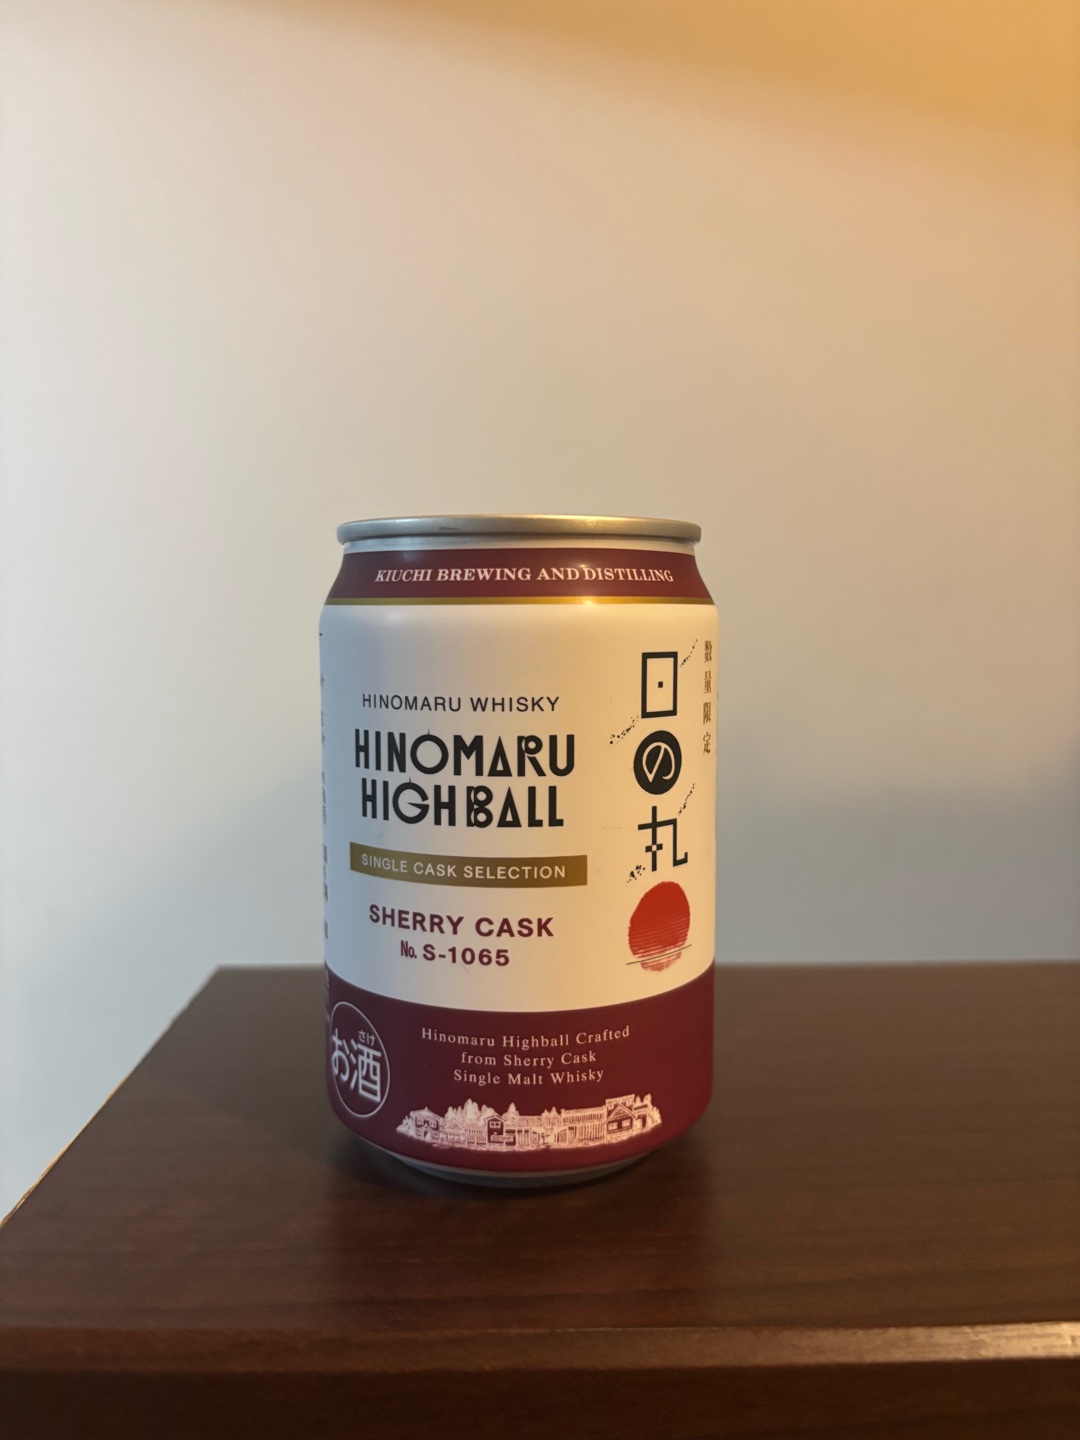 KIUCHI BREWING AND DISTILLING
HINOMARU WHISKY
HINOMARU
HIGHBALL
SINGLE CASK SELECTION
SHERRY CASK
No. S-1065
日の丸
数量限定
さけ
お酒
Hinomaru Highball Crafted
from Sherry Cask
Single Malt Whisky